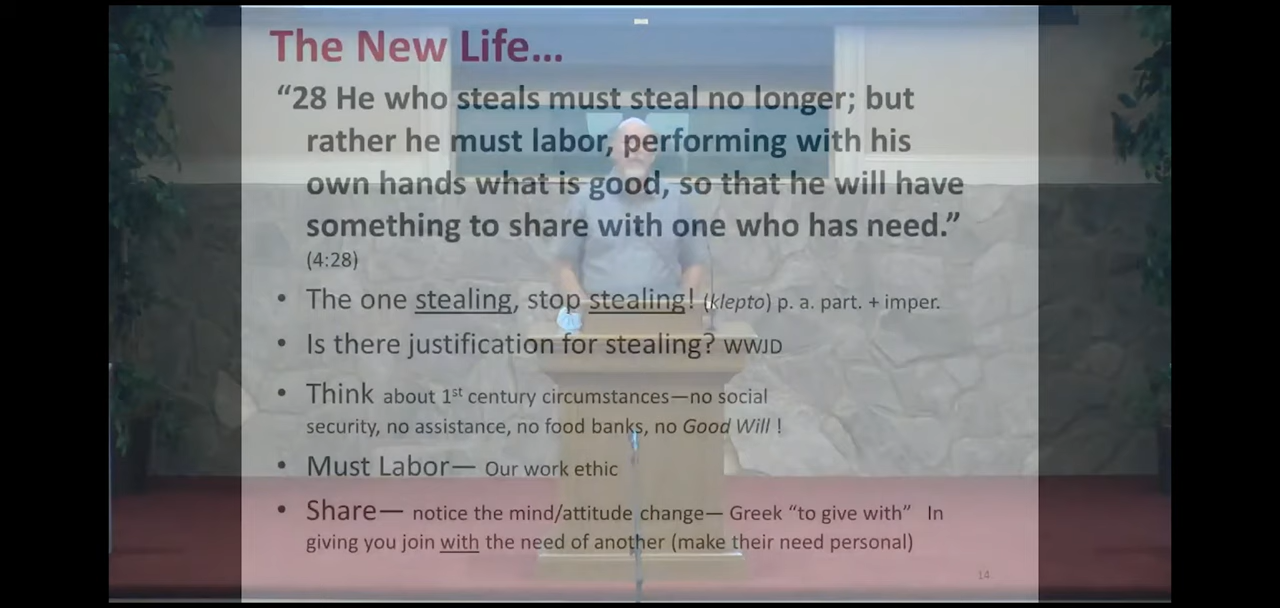 The New Life...
“28 He who steals must steal no longer; but
rather he must labor, performing with his
own hands what is good, so that he will have
something to share with one who has need.”
(4:28)
• The one stealing, stop stealing! (klepto) p. a. part. + imper.
• Is there justification for stealing? WWJD
• Think about 1st century circumstances—no social
security, no assistance, no food banks, no Good Will !
• Must Labor— Our work ethic
• Share— notice the mind/attitude change— Greek “to give with” In
giving you join with the need of another (make their need personal)
14